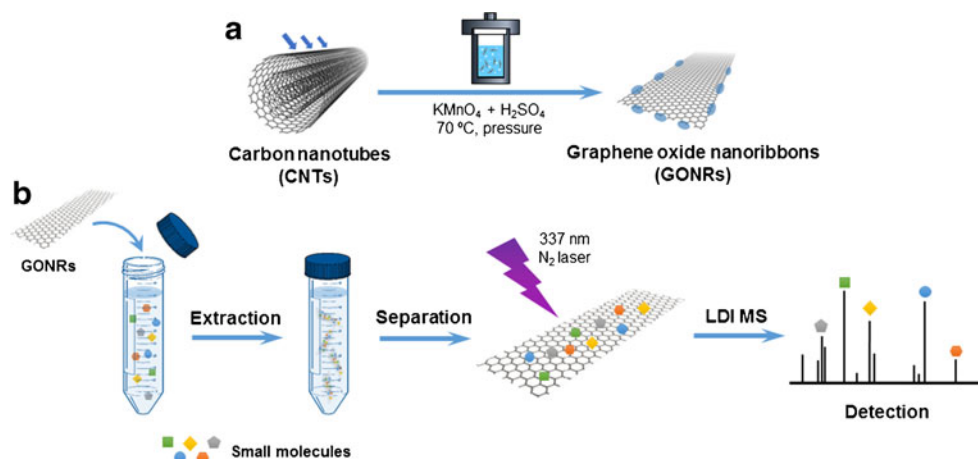 a
KMnO₄ + H₂SO₄
70 ºC, pressure
Carbon nanotubes
(CNTs)
Graphene oxide nanoribbons
(GONRs)
b
GONRs
Extraction
Separation
337 nm
N₂ laser
LDI MS
Detection
Small molecules